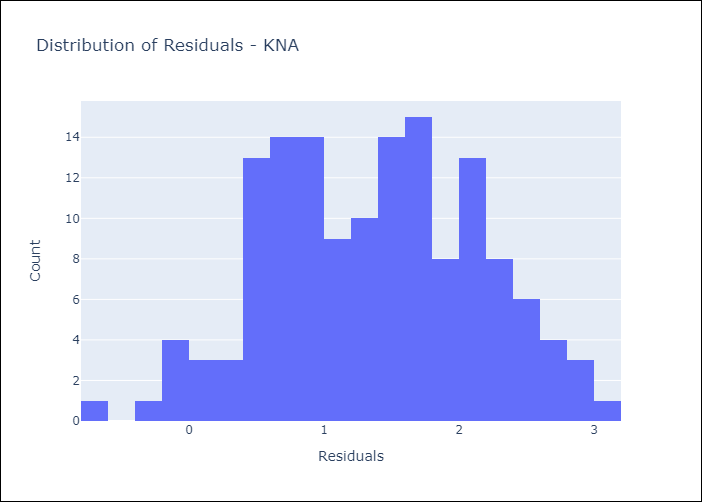 Distribution of Residuals - KNA
14
12
10
8
6
4
2
0
Count
0 1 2 3
Residuals